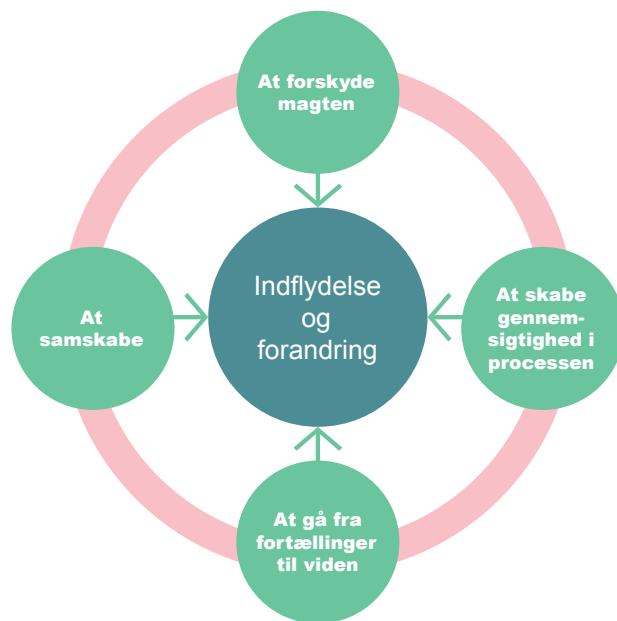 At forskyde
magten
Indflydelse
og
forandring
At
samskabe
At skabe
gennem-
sigtighed i
processen
At gå fra
fortællinger
til viden